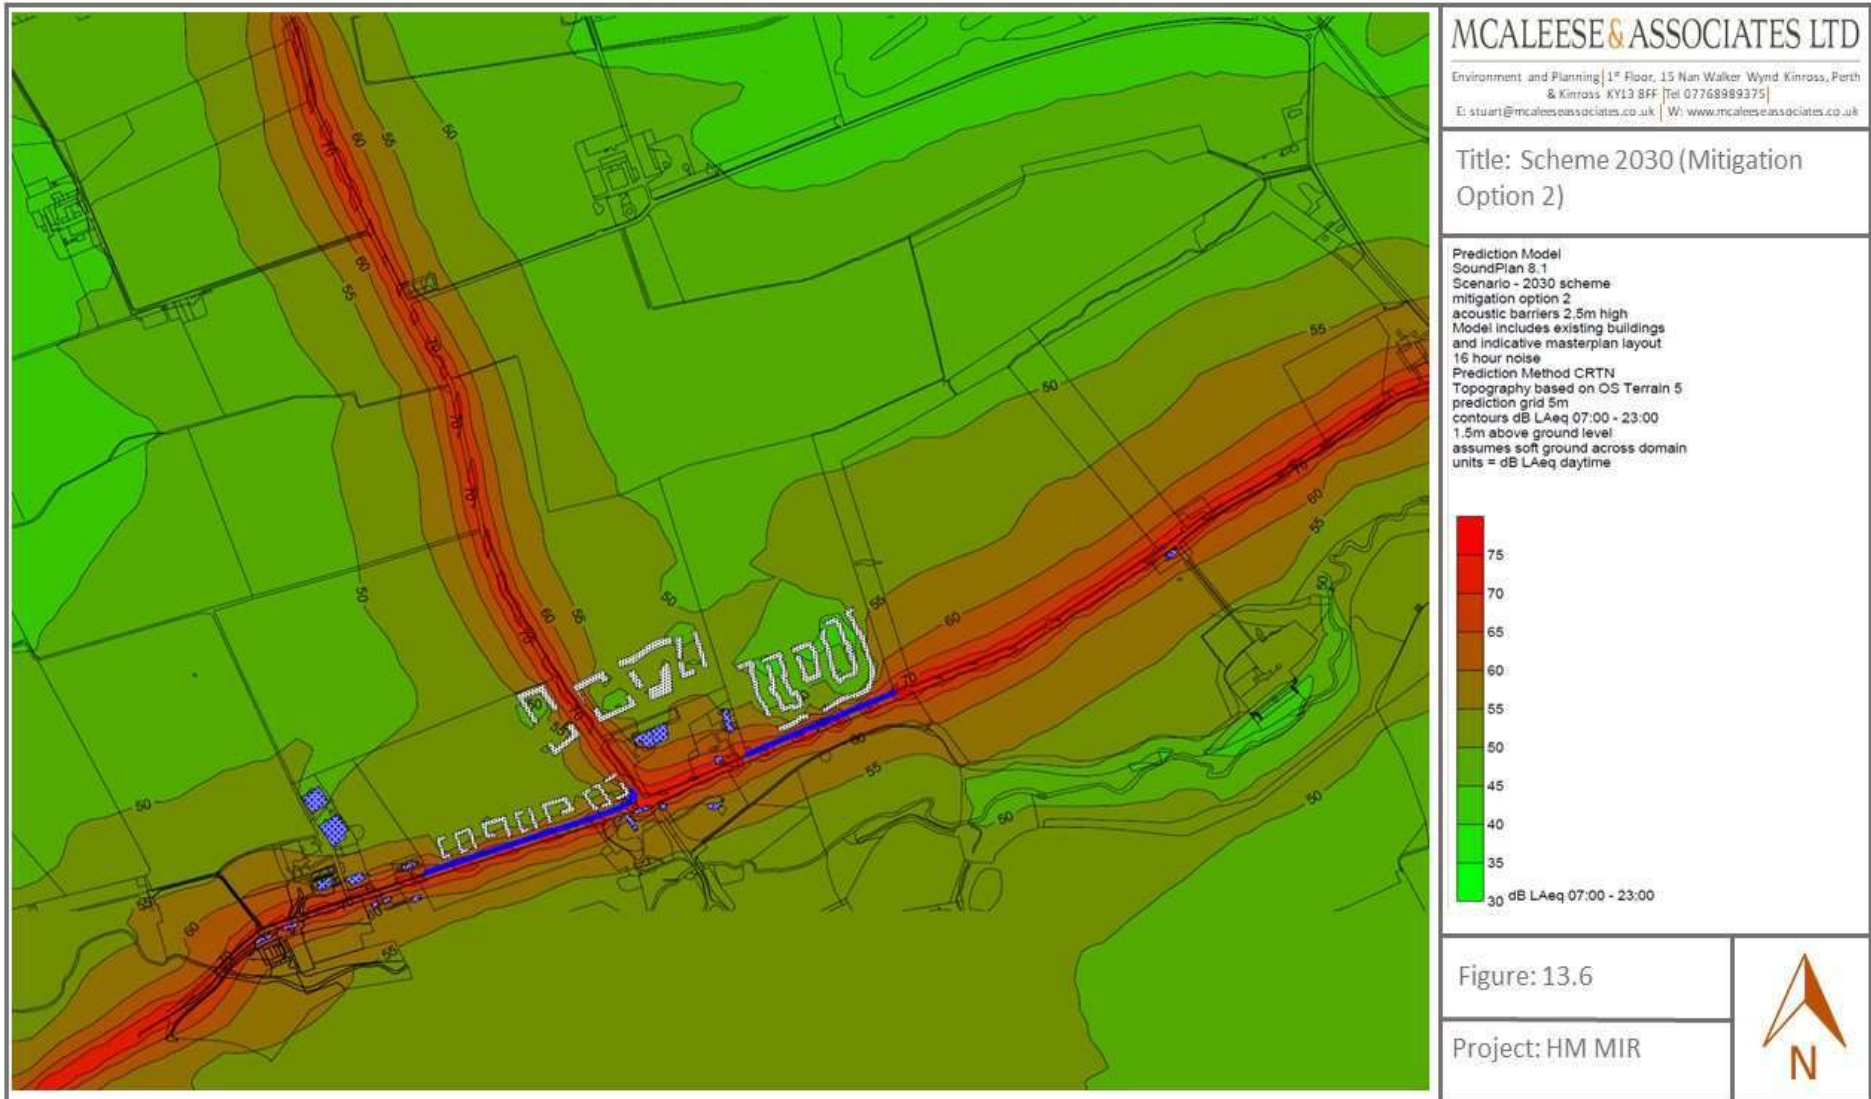 MCALEESE & ASSOCIATES LTD
Environment and Planning | 1st Floor, 15 Nan Walker Wynd Kinross, Perth
& Kinross KY13 8FF | Tel 07768989375 |
E: stuart@mcaleeseassociates.co.uk | W: www.mcaleeseassociates.co.uk
Title: Scheme 2030 (Mitigation
Option 2)
Prediction Model
SoundPlan 8.1
Scenario - 2030 scheme
mitigation option 2
acoustic barriers 2.5m high
Model includes existing buildings
and indicative masterplan layout
16 hour noise
Prediction Method CRTN
Topography based on OS Terrain 5
prediction grid 5m
contours dB LAeq 07:00 - 23:00
1.5m above ground level
assumes soft ground across domain
units = dB LAeq daytime
75
70
65
60
55
50
45
40
35
30 dB LAeq 07:00 - 23:00
Figure: 13.6
Project: HM MIR
N
70
60
55
50
60
55
70
70
70
55
50
50
60
55
50
70
60
55
50
55
60
70
60
55
50
50
50
55
60
55